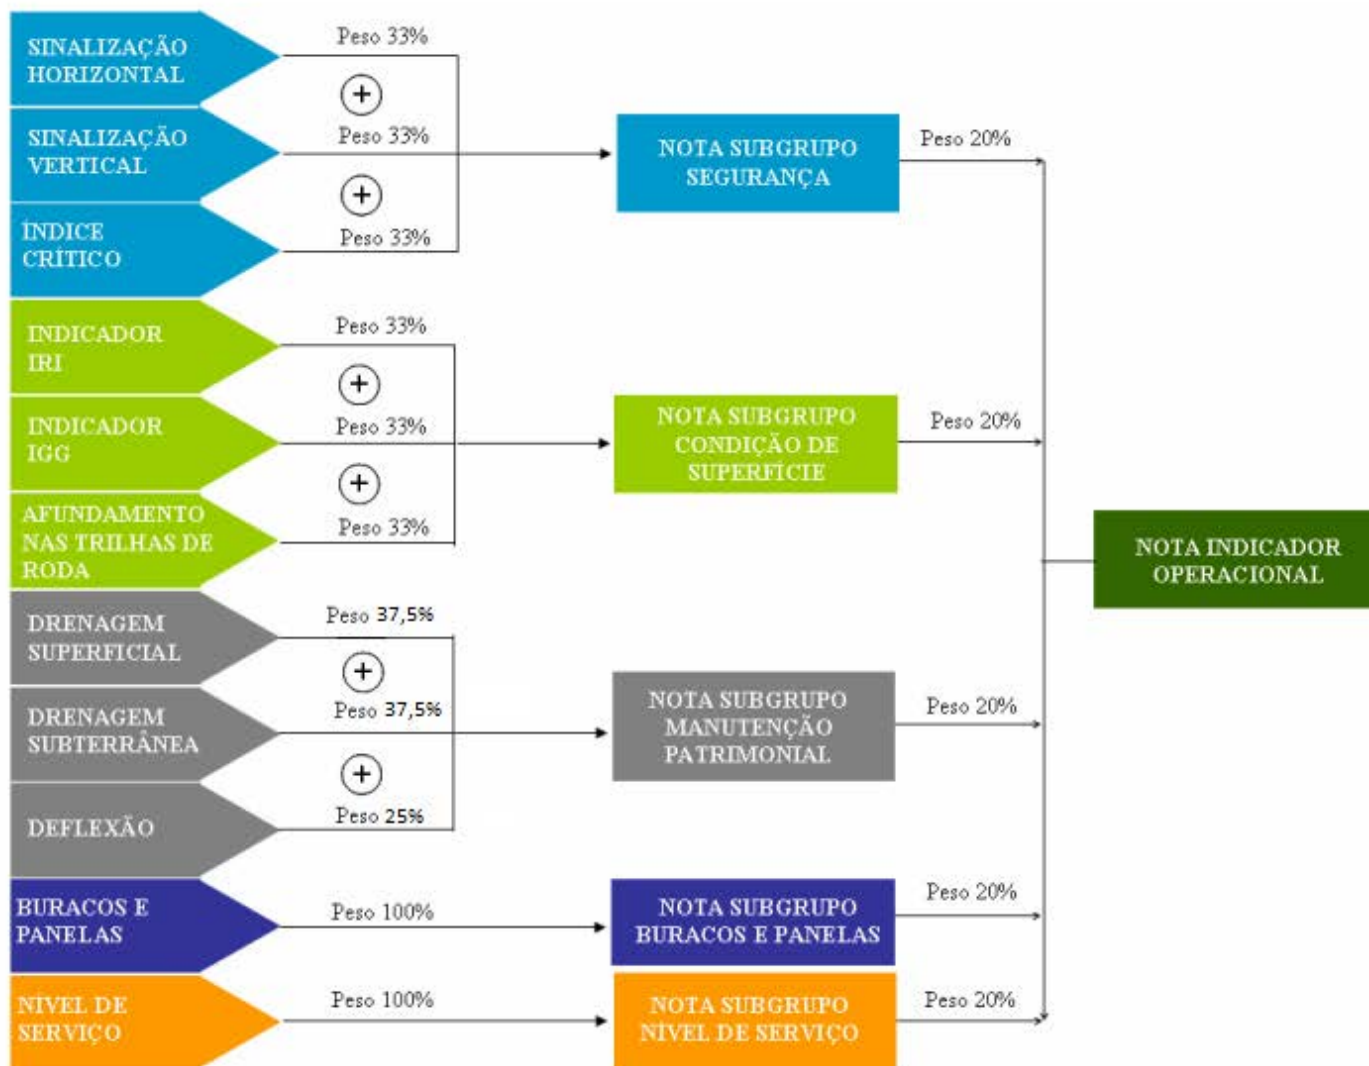 SINALIZAÇÃO
HORIZONTAL
Peso 33%
+
SINALIZAÇÃO
VERTICAL
Peso 33%
+
ÍNDICE
CRÍTICO
Peso 33%
NOTA SUBGRUPO
SEGURANÇA
Peso 20%
INDICADOR
IRI
Peso 33%
+
INDICADOR
IGG
Peso 33%
+
AFUNDAMENTO
NAS TRILHAS DE
RODA
Peso 33%
NOTA SUBGRUPO
CONDIÇÃO DE
SUPERFÍCIE
Peso 20%
DRENAGEM
SUPERFICIAL
Peso 37,5%
+
DRENAGEM
SUBTERRÂNEA
Peso 37,5%
+
DEFLEXÃO
Peso 25%
NOTA SUBGRUPO
MANUTENÇÃO
PATRIMONIAL
Peso 20%
BURACOS E
PANELAS
Peso 100%
NOTA SUBGRUPO
BURACOS E PANELAS
Peso 20%
NÍVEL DE
SERVIÇO
Peso 100%
NOTA SUBGRUPO
NÍVEL DE SERVIÇO
Peso 20%
NOTA INDICADOR
OPERACIONAL